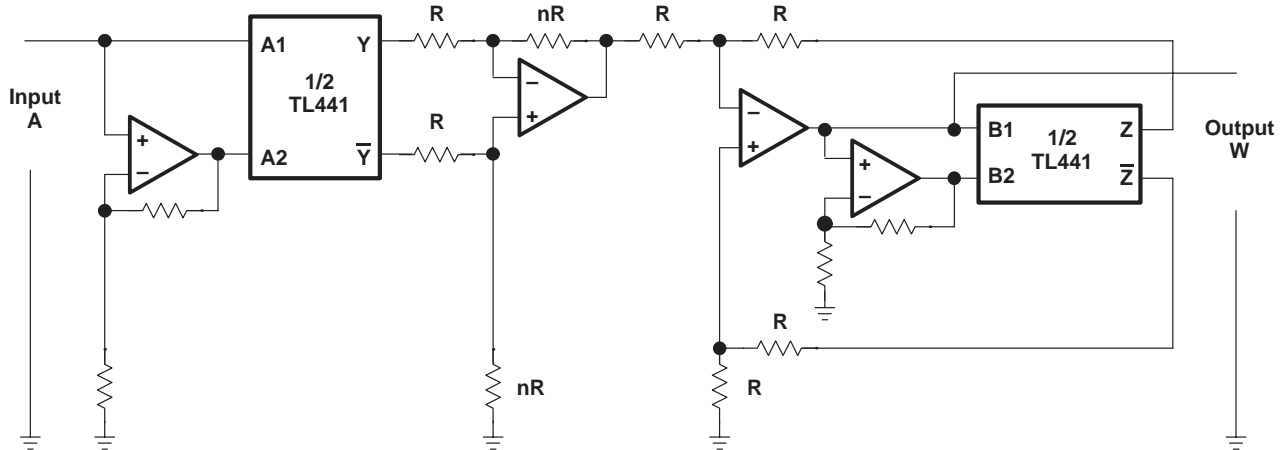 R
nR
R
R
A1
Y
1/2
TL441
A2
Y̅
Input
A
+
−
R
−
+
−
+
+
−
B1
Z
1/2
TL441
B2
Z̅
Output
W
R
nR
R